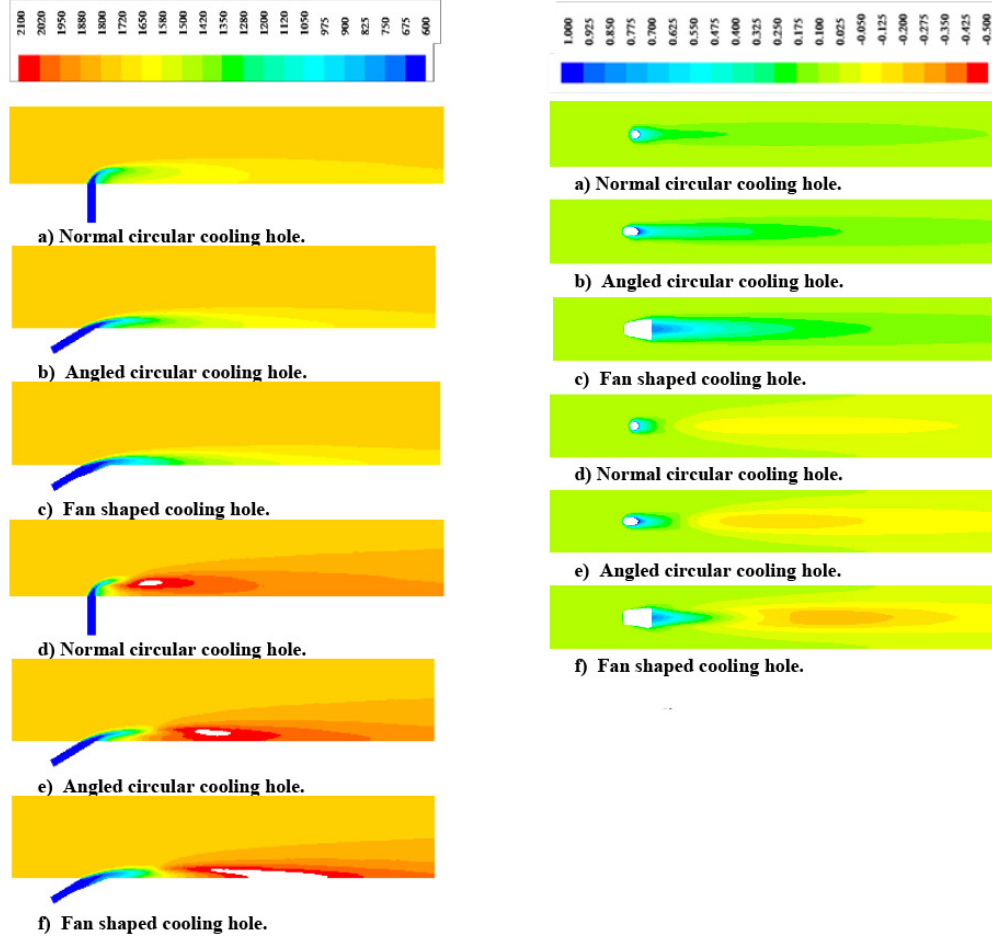 2100 2020 1950 1880 1800 1720 1650 1580 1500 1420 1350 1280 1200 1120 1050 975 900 825 750 675 600
a) Normal circular cooling hole.
b) Angled circular cooling hole.
c) Fan shaped cooling hole.
d) Normal circular cooling hole.
e) Angled circular cooling hole.
f) Fan shaped cooling hole.
1.000 0.925 0.850 0.775 0.700 0.625 0.550 0.475 0.400 0.325 0.250 0.175 0.100 0.025 -0.050 -0.125 -0.200 -0.275 -0.350 -0.425 -0.500
a) Normal circular cooling hole.
b) Angled circular cooling hole.
c) Fan shaped cooling hole.
d) Normal circular cooling hole.
e) Angled circular cooling hole.
f) Fan shaped cooling hole.